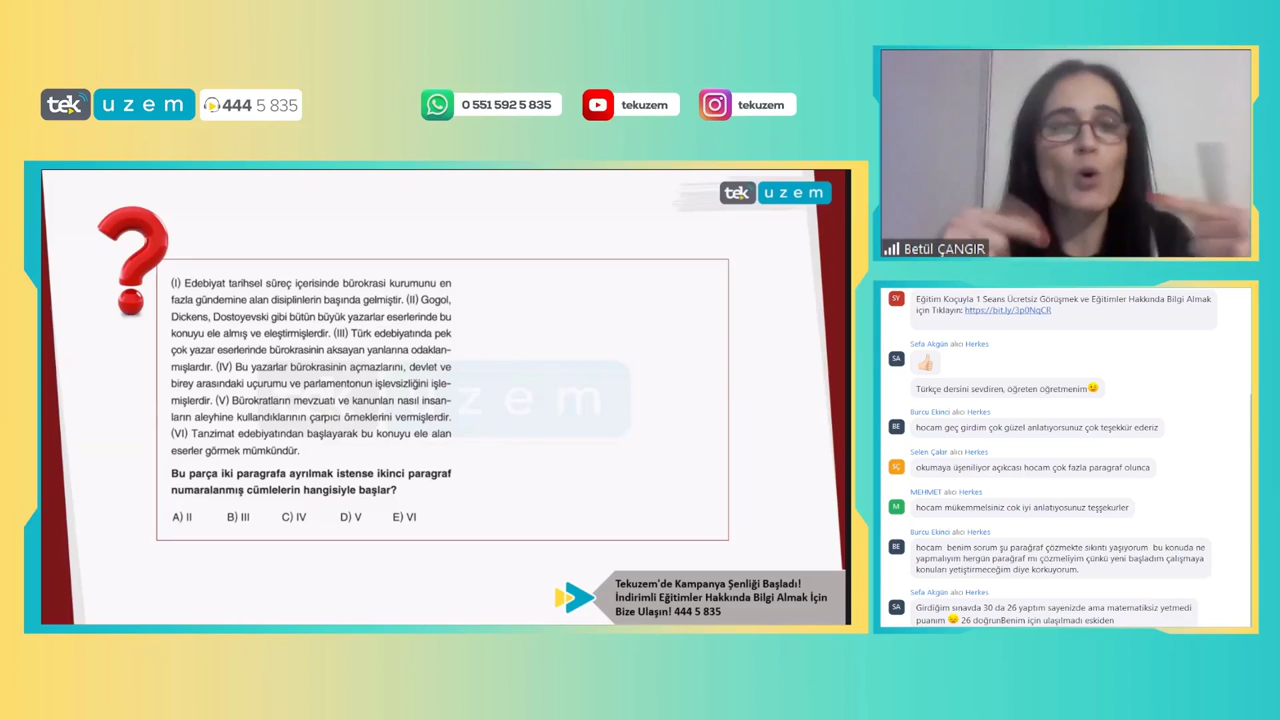 tek uzem 444 5 835
0 551 592 5 835
tekuzem
tekuzem
tek uzem
(I) Edebiyat tarihsel süreç içerisinde bürokrasi kurumunu en
fazla gündemine alan disiplinlerin başında gelmiştir. (II) Gogol,
Dickens, Dostoyevski gibi bütün büyük yazarlar eserlerinde bu
konuyu ele almış ve eleştirmişlerdir. (III) Türk edebiyatında pek
çok yazar eserlerinde bürokrasinin aksayan yanlarına odaklan-
mışlardır. (IV) Bu yazarlar bürokrasinin açmazlarını, devlet ve
birey arasındaki uçurumu ve parlamentonun işlevsizliğini işle-
mişlerdir. (V) Bürokratların mevzuatı ve kanunları nasıl insan-
ların aleyhine kullandıklarının çarpıcı örneklerini vermişlerdir.
(VI) Tanzimat edebiyatından başlayarak bu konuyu ele alan
eserler görmek mümkündür.
Bu parça iki paragrafa ayrılmak istense ikinci paragraf
numaralanmış cümlelerin hangisiyle başlar?
A) II B) III C) IV D) V E) VI
zem
Tekuzem'de Kampanya Şenliği Başladı!
İndirimli Eğitimler Hakkında Bilgi Almak İçin
Bize Ulaşın! 444 5 835
Betül ÇANGIR
SY
Eğitim Koçuyla 1 Seans Ücretsiz Görüşmek ve Eğitimler Hakkında Bilgi Almak
için Tıklayın: https://bit.ly/3p0NqCR
Sefa Akgün alıcı Herkes
SA
Türkçe dersini sevdiren, öğreten öğretmenim
Burcu Ekinci alıcı Herkes
BE
hocam geç girdim çok güzel anlatıyorsunuz çok teşekkür ederiz
Selen Çakır alıcı Herkes
SÇ
okumaya üşeniliyor açıkcası hocam çok fazla paragraf olunca
MEHMET alıcı Herkes
M
hocam mükemmelsiniz cok iyi anlatıyosunuz teşşekurler
Burcu Ekinci alıcı Herkes
BE
hocam benim sorum şu parağraf çözmekte sıkıntı yaşıyorum bu konuda ne
yapmalıyım hergün parağraf mı çözmeliyim çünkü yeni başladım çalışmaya
konuları yetiştirmeceğim diye korkuyorum.
Sefa Akgün alıcı Herkes
SA
Girdiğim sınavda 30 da 26 yaptım sayenizde ama matematiksiz yetmedi
puanım 26 doğrunBenim için ulaşılmadı eskiden